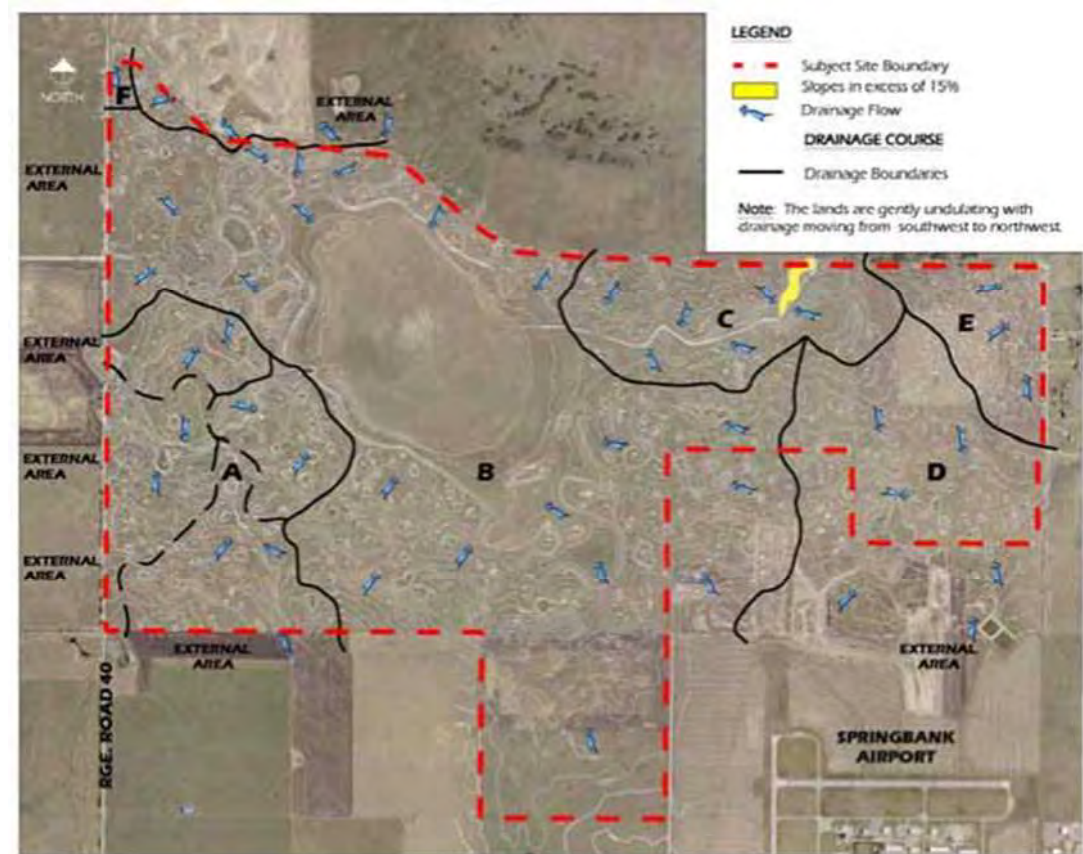 LEGEND
Subject Site Boundary
Slopes in excess of 15%
Drainage Flow
DRAINAGE COURSE
Drainage Boundaries
Note: The lands are gently undulating with
drainage moving from southwest to northwest.
NORTH
F
EXTERNAL
AREA
EXTERNAL
AREA
C
E
EXTERNAL
AREA
EXTERNAL
AREA
A
B
D
EXTERNAL
AREA
EXTERNAL
AREA
EXTERNAL
AREA
RGE. ROAD 40
SPRINGBANK
AIRPORT